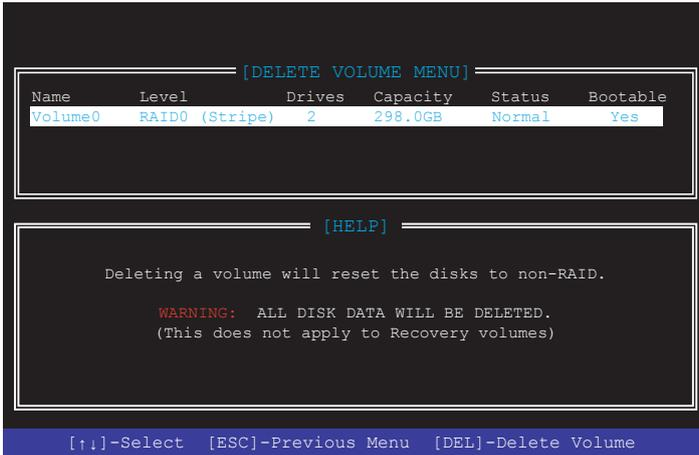 [DELETE VOLUME MENU]
Name Level Drives Capacity Status Bootable
Volume0 RAID0 (Stripe) 2 298.0GB Normal Yes
[HELP]
Deleting a volume will reset the disks to non-RAID.
WARNING: ALL DISK DATA WILL BE DELETED.
(This does not apply to Recovery volumes)
[↑↓]-Select [ESC]-Previous Menu [DEL]-Delete Volume